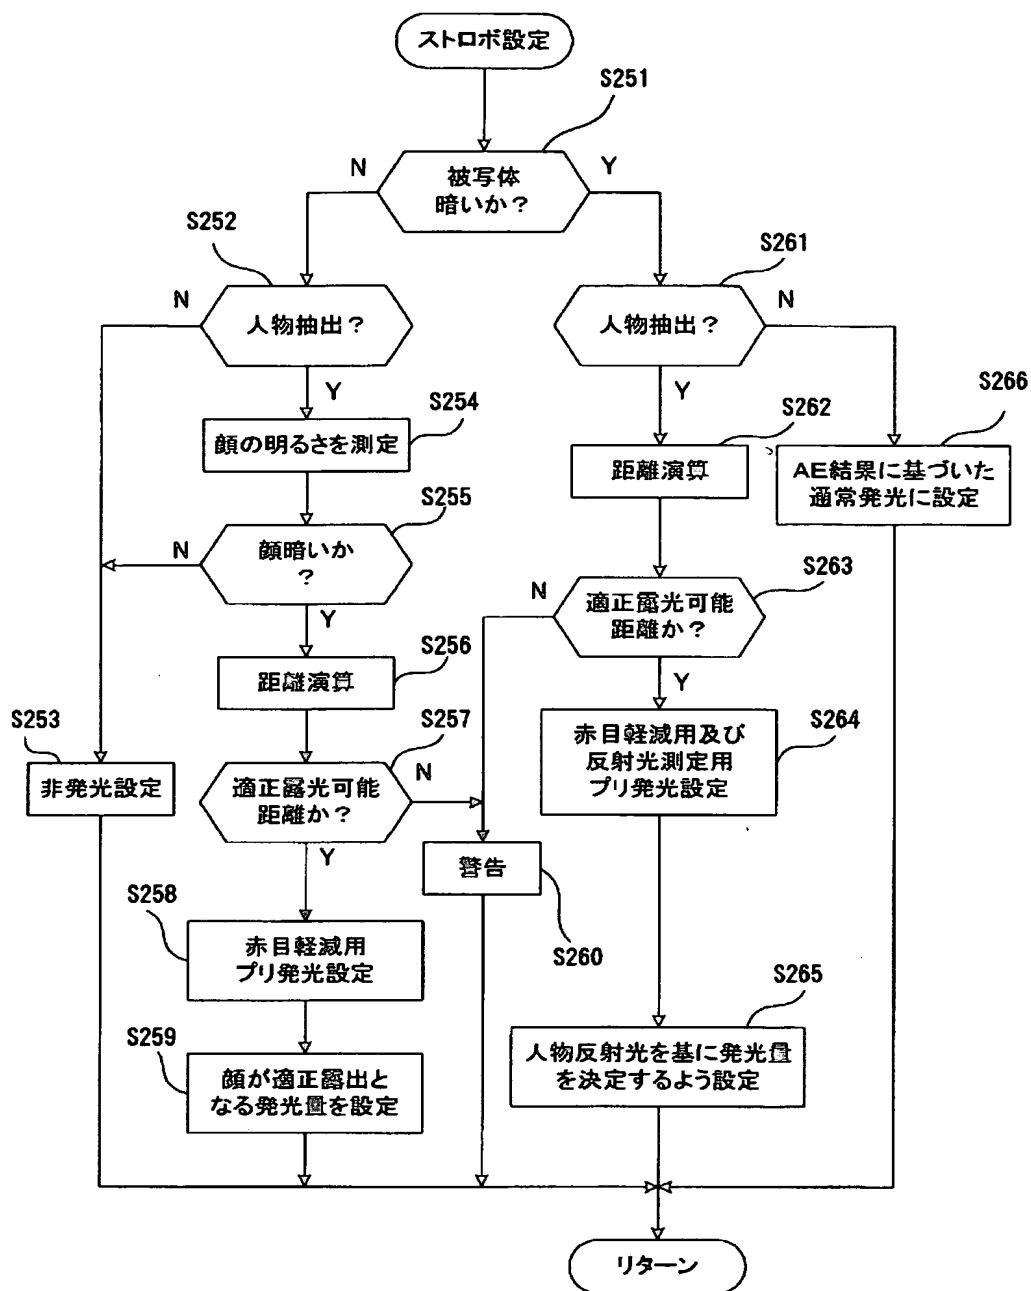 ストロボ設定
S251
N
被写体
暗いか？
Y
S252
N
人物抽出？
Y
S261
人物抽出？
N
Y
S254
顔の明るさを測定
S262
距離演算
S266
AE結果に基づいた
通常発光に設定
S255
N
顔暗いか
？
Y
S263
N
適正露光可能
距離か？
Y
S256
距離演算
S253
非発光設定
S257
適正露光可能
距離か？
N
Y
S264
赤目軽減用及び
反射光測定用
プリ発光設定
警告
S260
S258
赤目軽減用
プリ発光設定
S265
人物反射光を基に発光量
を決定するよう設定
S259
顔が適正露出と
なる発光量を設定
リターン